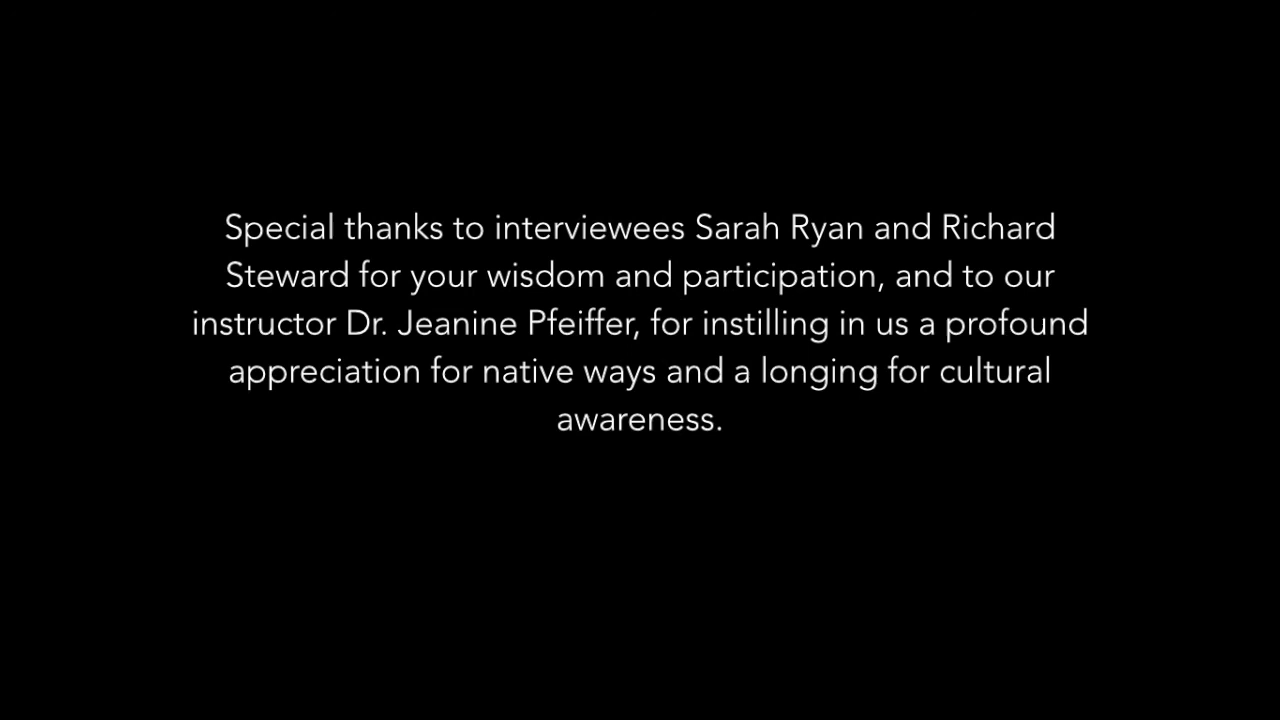 Special thanks to interviewees Sarah Ryan and Richard
Steward for your wisdom and participation, and to our
instructor Dr. Jeanine Pfeiffer, for instilling in us a profound
appreciation for native ways and a longing for cultural
awareness.